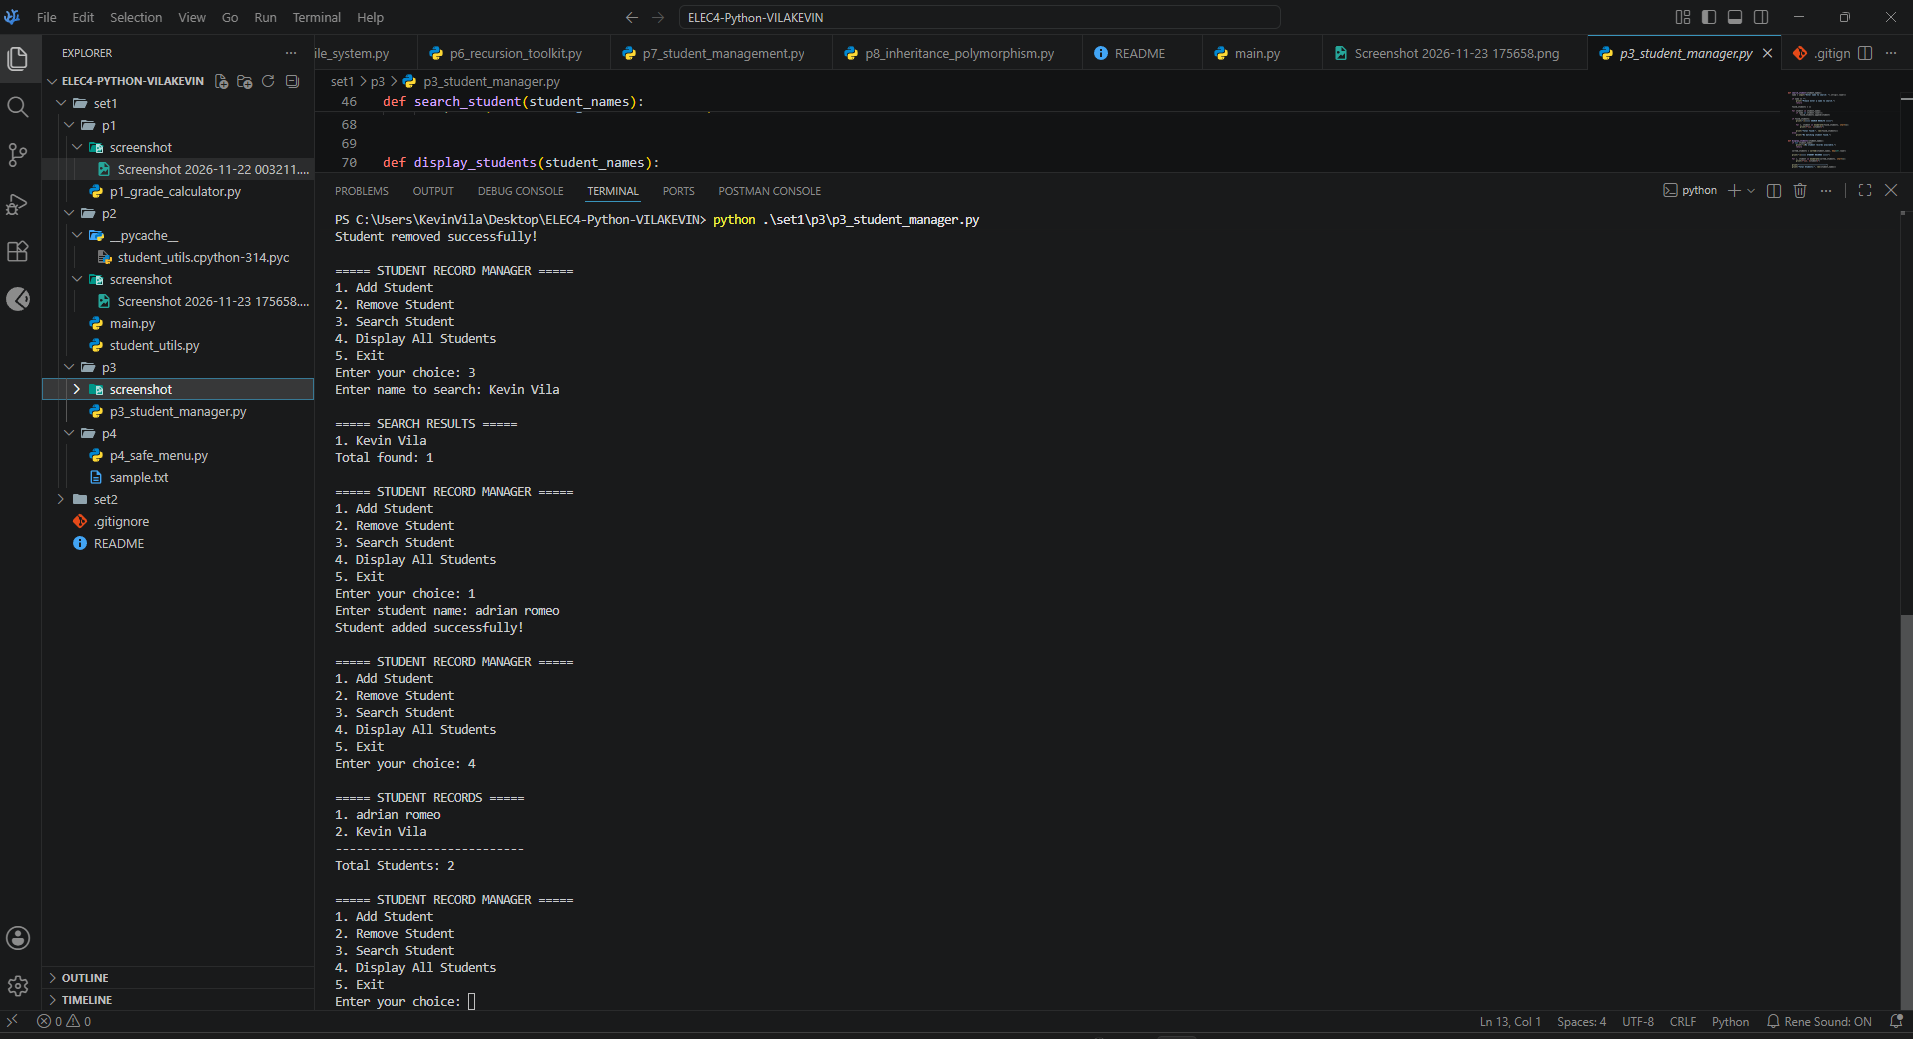 File Edit Selection View Go Run Terminal Help
ELEC4-Python-VILAKEVIN
EXPLORER
ELEC4-PYTHON-VILAKEVIN
set1
p1
screenshot
Screenshot 2026-11-22 003211....
p1_grade_calculator.py
p2
__pycache__
student_utils.cpython-314.pyc
screenshot
Screenshot 2026-11-23 175658....
main.py
student_utils.py
p3
screenshot
p3_student_manager.py
p4
p4_safe_menu.py
sample.txt
set2
.gitignore
README
OUTLINE
TIMELINE
ile_system.py p6_recursion_toolkit.py p7_student_management.py p8_inheritance_polymorphism.py README main.py Screenshot 2026-11-23 175658.png p3_student_manager.py .gitign
set1 > p3 > p3_student_manager.py
46 def search_student(student_names):
68
69
70 def display_students(student_names):
PROBLEMS OUTPUT DEBUG CONSOLE TERMINAL PORTS POSTMAN CONSOLE
python
PS C:\Users\KevinVila\Desktop\ELEC4-Python-VILAKEVIN> python .\set1\p3\p3_student_manager.py
Student removed successfully!
===== STUDENT RECORD MANAGER =====
1. Add Student
2. Remove Student
3. Search Student
4. Display All Students
5. Exit
Enter your choice: 3
Enter name to search: Kevin Vila
===== SEARCH RESULTS =====
1. Kevin Vila
Total found: 1
===== STUDENT RECORD MANAGER =====
1. Add Student
2. Remove Student
3. Search Student
4. Display All Students
5. Exit
Enter your choice: 1
Enter student name: adrian romeo
Student added successfully!
===== STUDENT RECORD MANAGER =====
1. Add Student
2. Remove Student
3. Search Student
4. Display All Students
5. Exit
Enter your choice: 4
===== STUDENT RECORDS =====
1. adrian romeo
2. Kevin Vila
---------------------------
Total Students: 2
===== STUDENT RECORD MANAGER =====
1. Add Student
2. Remove Student
3. Search Student
4. Display All Students
5. Exit
Enter your choice:
0 0
Ln 13, Col 1 Spaces: 4 UTF-8 CRLF Python Rene Sound: ON